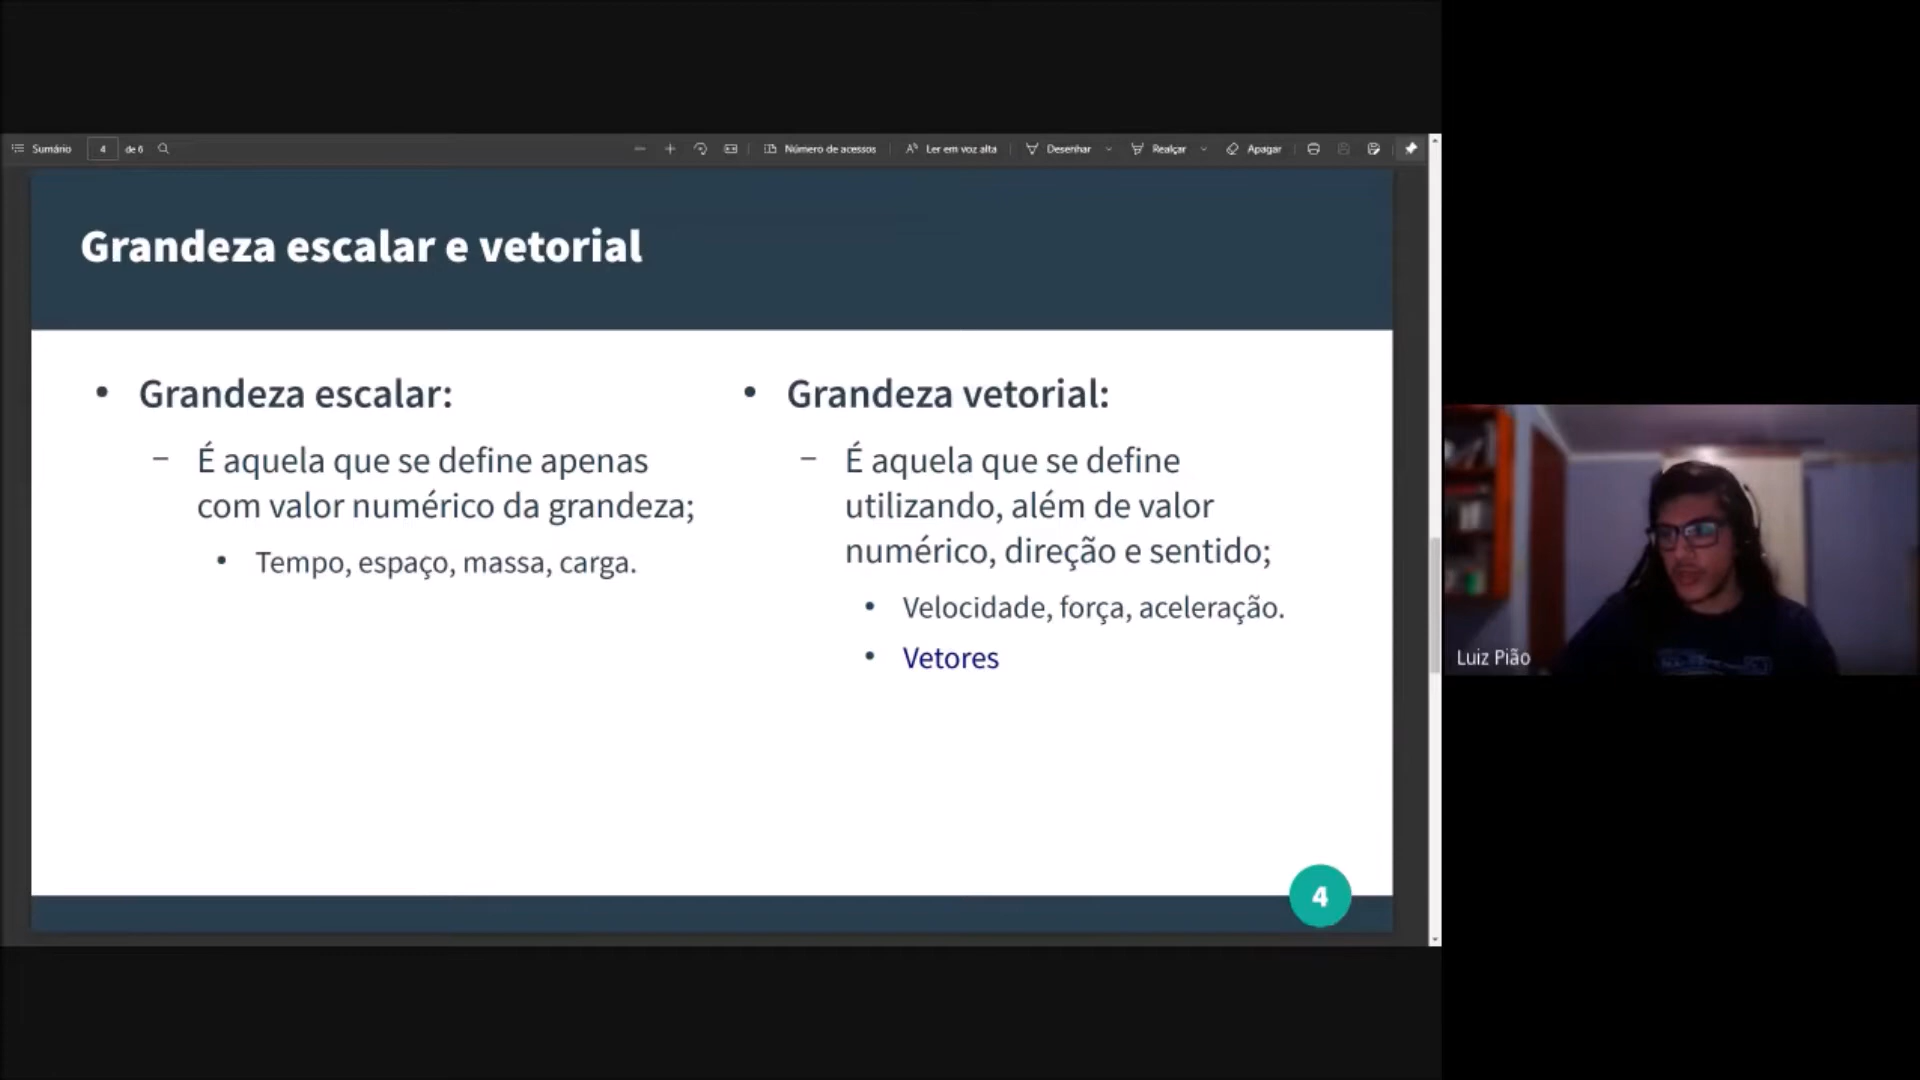 Sumário 4 de 6 Número de acessos Ler em voz alta Desenhar Realçar Apagar
Grandeza escalar e vetorial
• Grandeza escalar:
– É aquela que se define apenas
com valor numérico da grandeza;
• Tempo, espaço, massa, carga.
• Grandeza vetorial:
– É aquela que se define
utilizando, além de valor
numérico, direção e sentido;
• Velocidade, força, aceleração.
• Vetores
4
Luiz Pião